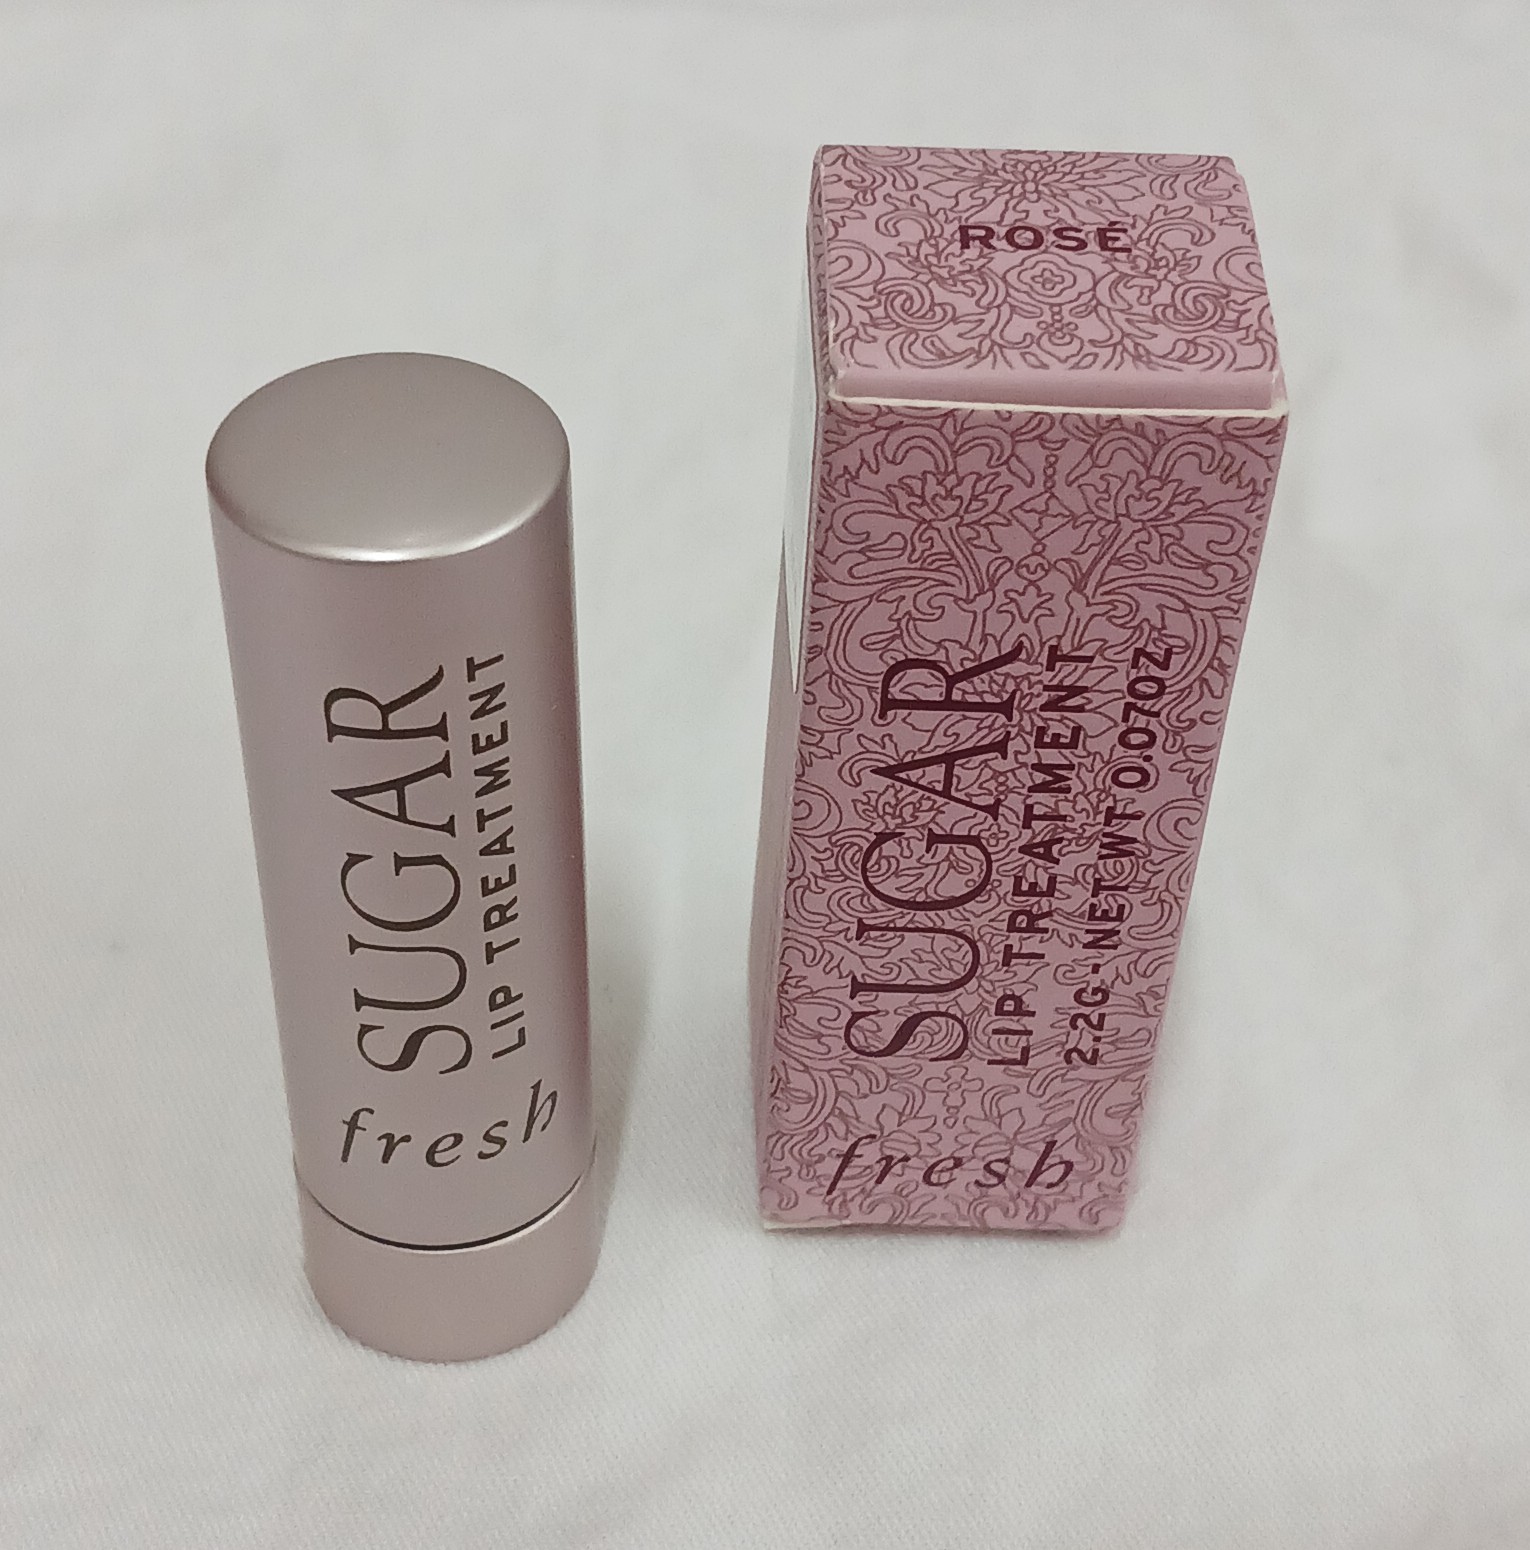 SUGAR
LIP TREATMENT
fresh
ROSÉ
SUGAR
LIP TREATMENT
2.2G - NET WT 0.07OZ
fresh